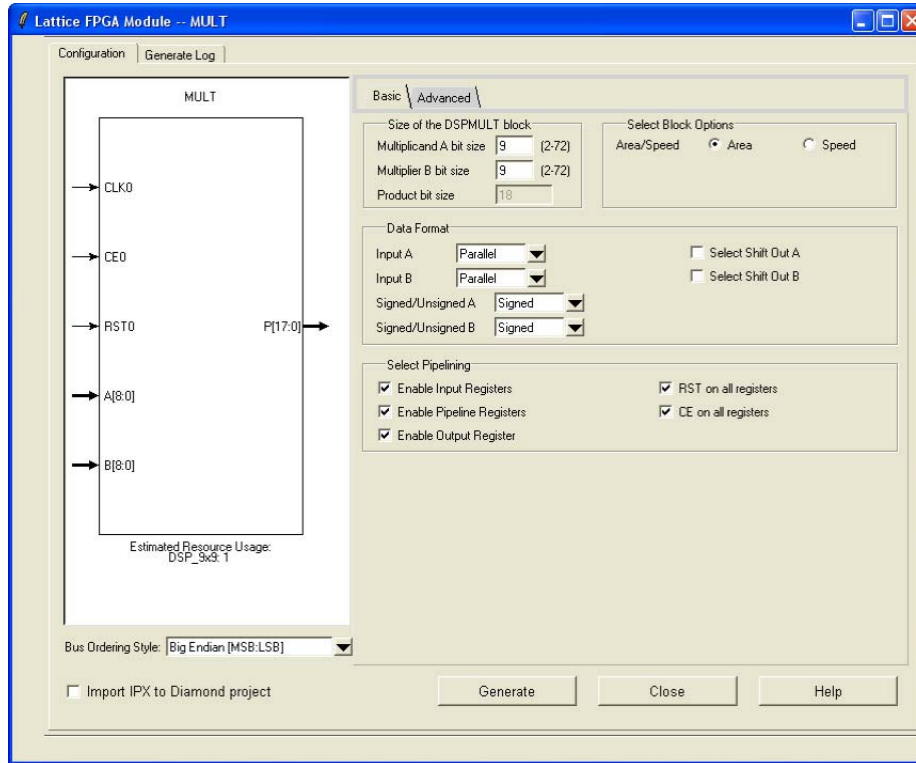 Lattice FPGA Module -- MULT
Configuration Generate Log
MULT
CLK0
CE0
RST0
P[17:0]
A[8:0]
B[8:0]
Estimated Resource Usage:
DSP_9x9: 1
Bus Ordering Style: Big Endian [MSB:LSB]
Basic Advanced
Size of the DSPMULT block
Multiplicand A bit size 9 (2-72)
Multiplier B bit size 9 (2-72)
Product bit size 18
Select Block Options
Area/Speed Area Speed
Data Format
Input A Parallel
Input B Parallel
Signed/Unsigned A Signed
Signed/Unsigned B Signed
Select Shift Out A
Select Shift Out B
Select Pipelining
Enable Input Registers
Enable Pipeline Registers
Enable Output Register
RST on all registers
CE on all registers
Import IPX to Diamond project
Generate Close Help